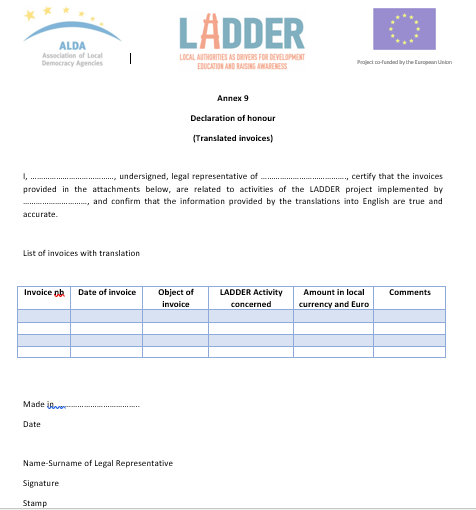 ALDA
Association of Local
Democracy Agencies
LADDER
LOCAL AUTHORITIES AS DRIVERS FOR DEVELOPMENT
EDUCATION AND RAISING AWARENESS
Project co-funded by the European Union
Annex 9
Declaration of honour
(Translated invoices)
I, ……………………………….., undersigned, legal representative of …………………………………, certify that the invoices
provided in the attachments below, are related to activities of the LADDER project implemented by
………………………., and confirm that the information provided by the translations into English are true and
accurate.
List of invoices with translation
Invoice nb
Date of invoice
Object of
invoice
LADDER Activity
concerned
Amount in local
currency and Euro
Comments
Made in……………………………..
Date
Name-Surname of Legal Representative
Signature
Stamp